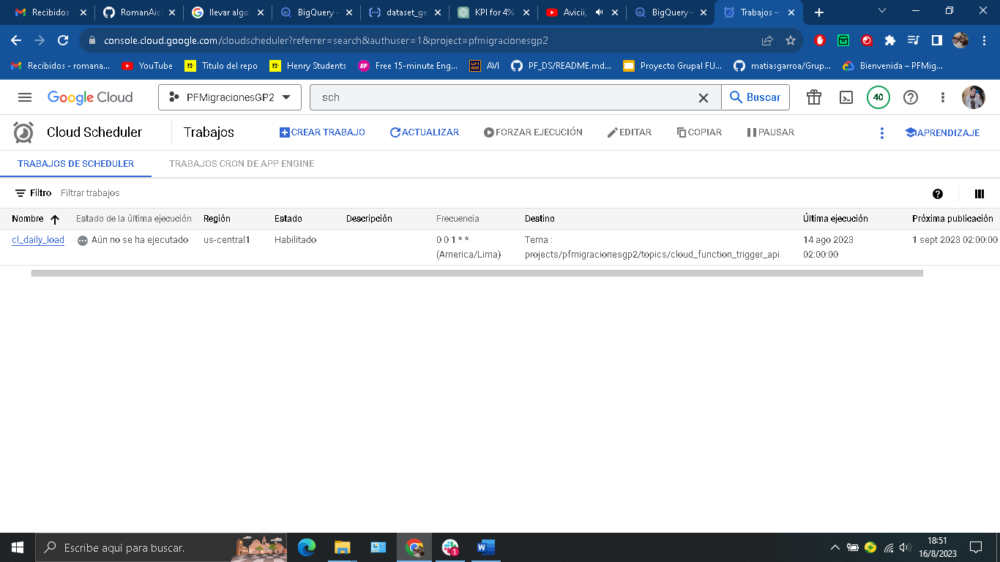 Recibidos -
RomanAicl
llevar algo
BigQuery –
dataset_ge
KPI for 4%
Avicii,
BigQuery –
Trabajos –
console.cloud.google.com/cloudscheduler?referrer=search&authuser=1&project=pfmigracionesgp2
Recibidos - romana...
YouTube
Titulo del repo
Henry Students
Free 15-minute Eng...
AVI
PF_DS/README.md...
Proyecto Grupal FU...
matiasgarroa/Grup...
Bienvenida – PFMig...
Google Cloud
PFMigracionesGP2
sch
Buscar
40
Cloud Scheduler
Trabajos
CREAR TRABAJO
ACTUALIZAR
FORZAR EJECUCIÓN
EDITAR
COPIAR
PAUSAR
APRENDIZAJE
TRABAJOS DE SCHEDULER
TRABAJOS CRON DE APP ENGINE
Filtro
Filtrar trabajos
Nombre
Estado de la última ejecución
Región
Estado
Descripción
Frecuencia
Destino
Última ejecución
Próxima publicación
cl_daily_load
Aún no se ha ejecutado
us-central1
Habilitado
0 0 1 * *
(America/Lima)
Tema :
projects/pfmigracionesgp2/topics/cloud_function_trigger_api
14 ago 2023
02:00:00
1 sept 2023 02:00:00
Escribe aquí para buscar.
1
18:51
16/8/2023